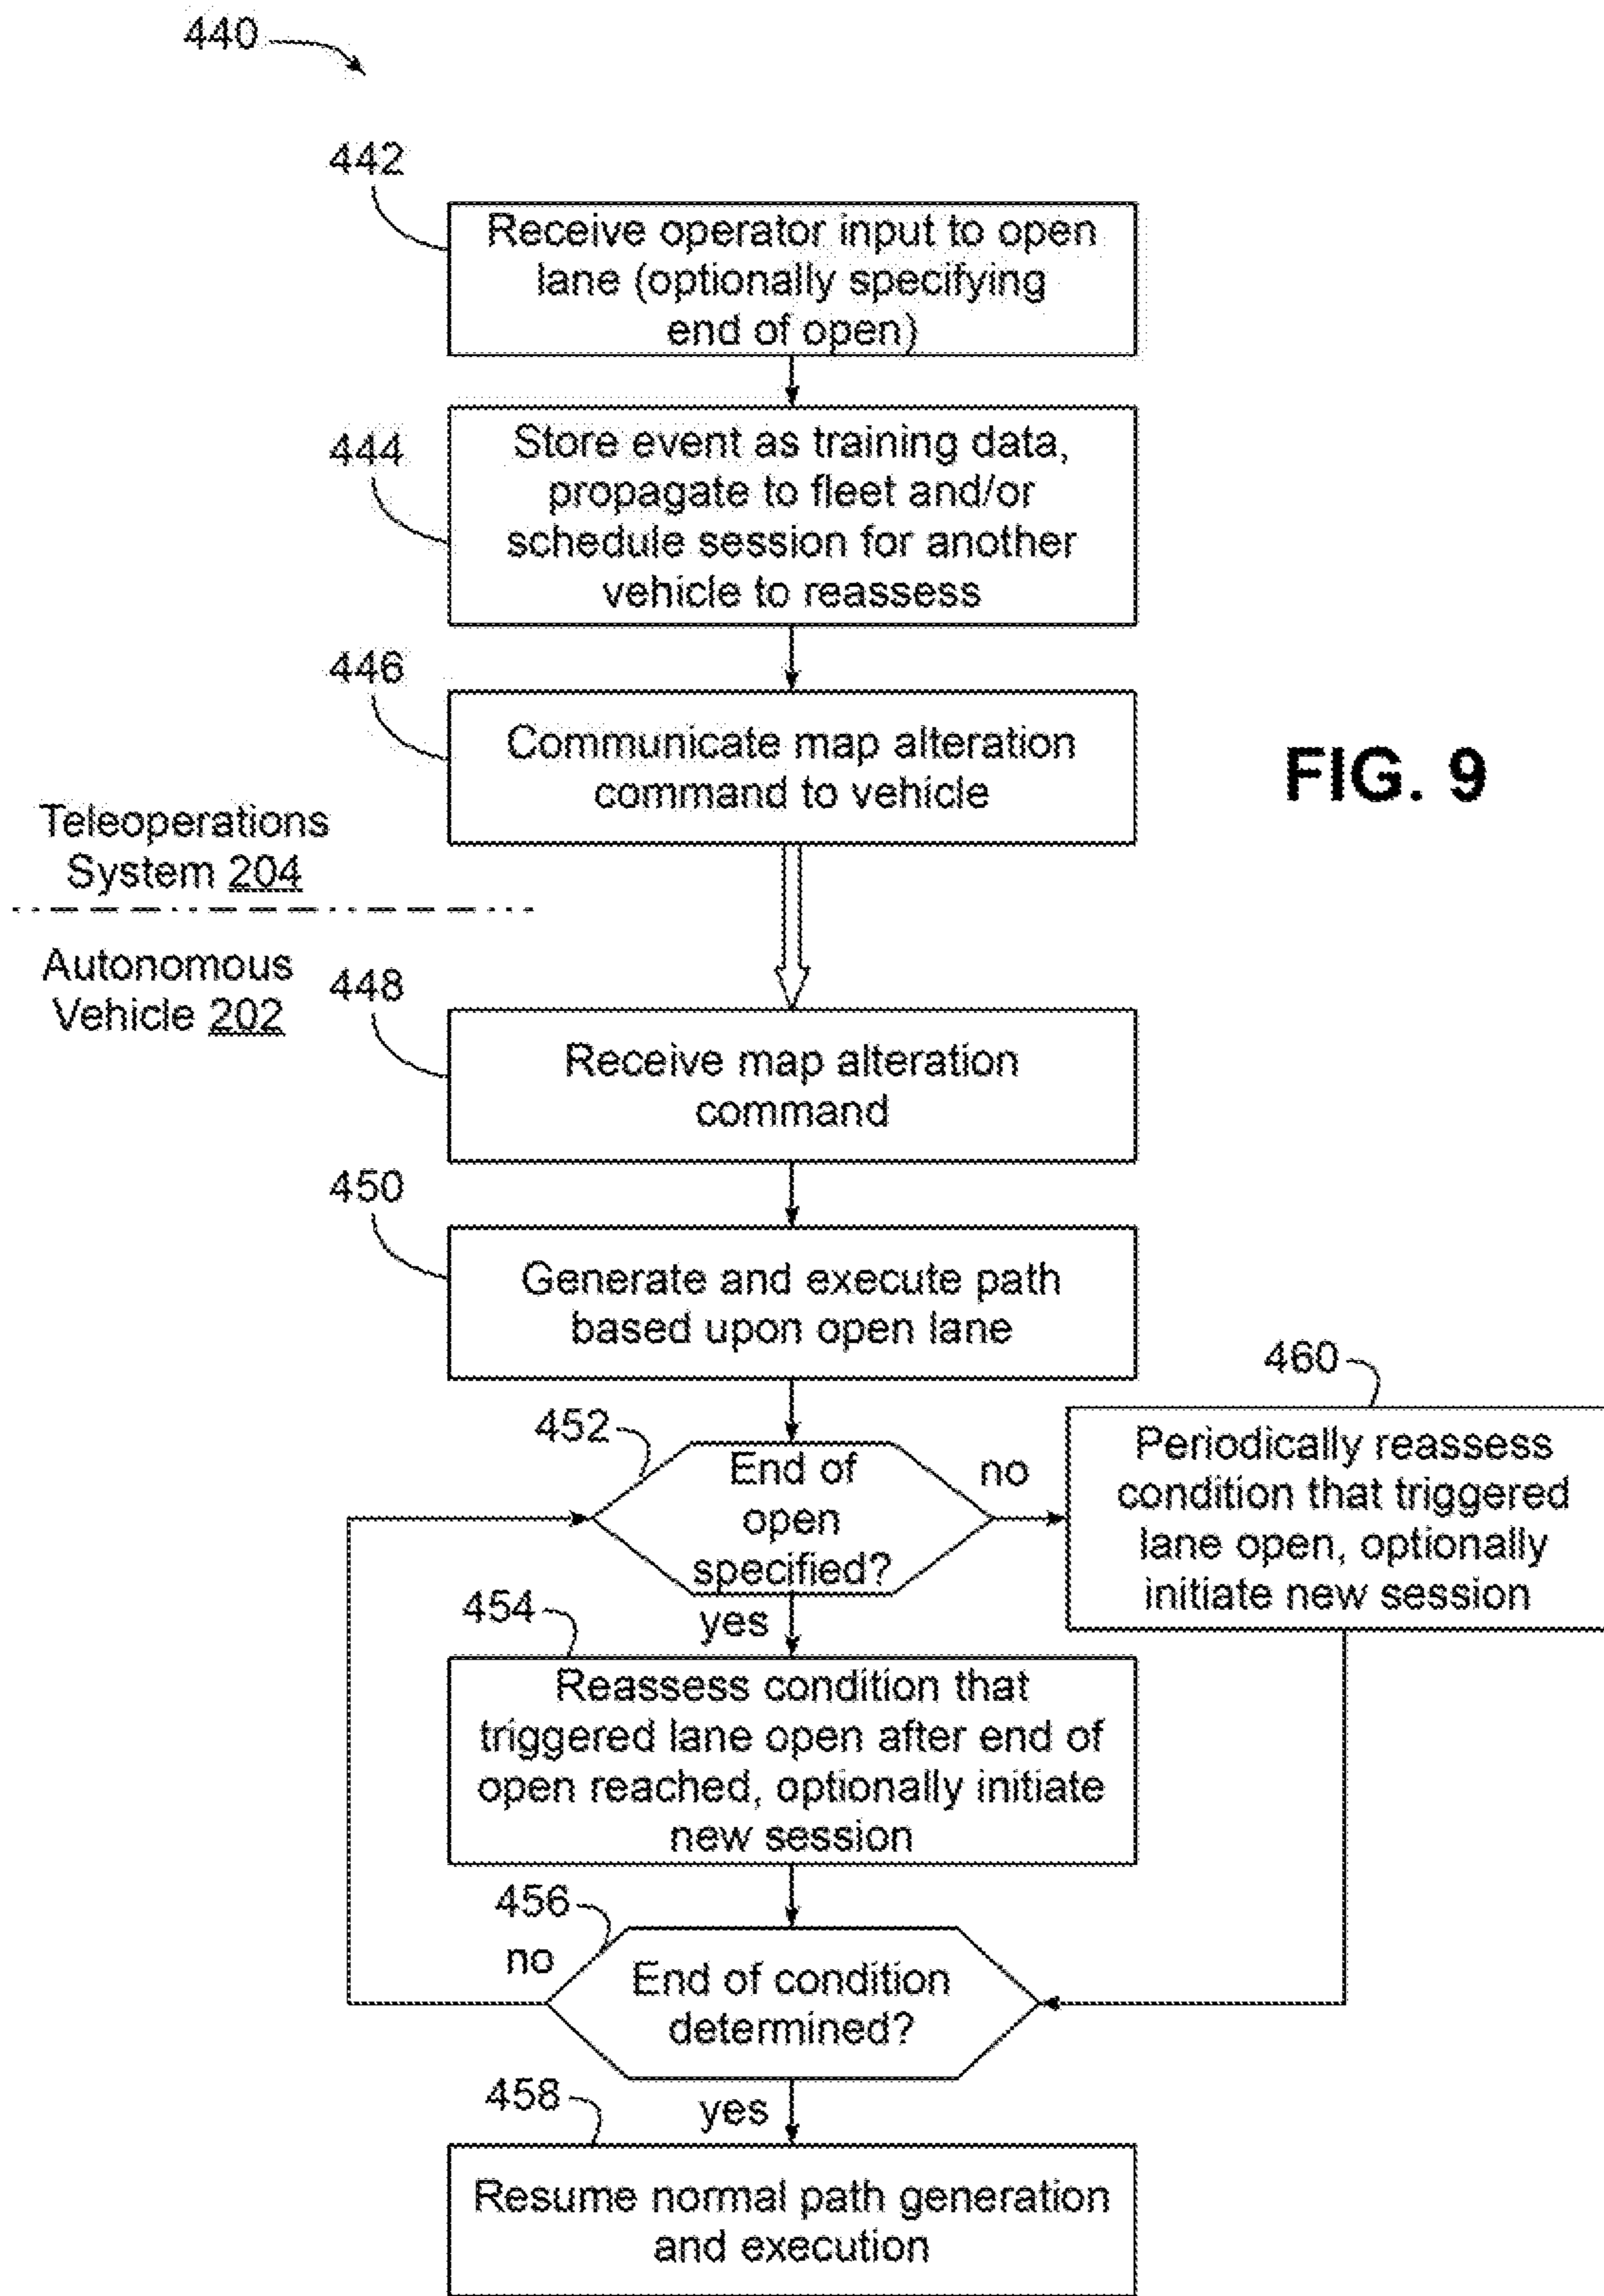 440
442
Receive operator input to open
lane (optionally specifying
end of open)
444
Store event as training data,
propagate to fleet and/or
schedule session for another
vehicle to reassess
446
Communicate map alteration
command to vehicle
FIG. 9
Teleoperations
System 204
Autonomous
Vehicle 202
448
Receive map alteration
command
450
Generate and execute path
based upon open lane
452
End of
open
specified?
no
460
Periodically reassess
condition that triggered
lane open, optionally
initiate new session
yes
454
Reassess condition that
triggered lane open after end of
open reached, optionally initiate
new session
456
no
End of condition
determined?
yes
458
Resume normal path generation
and execution